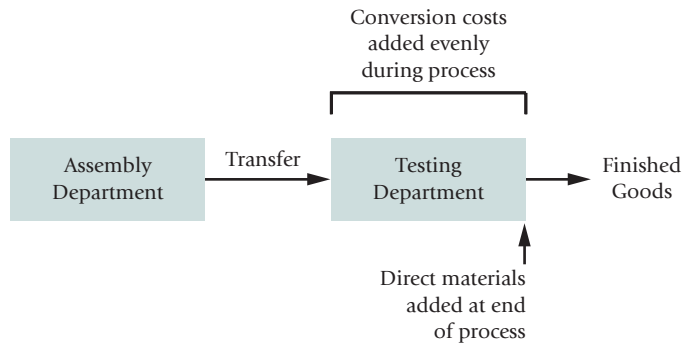 Conversion costs
added evenly
during process
Assembly
Department
Transfer
Testing
Department
Finished
Goods
Direct materials
added at end
of process